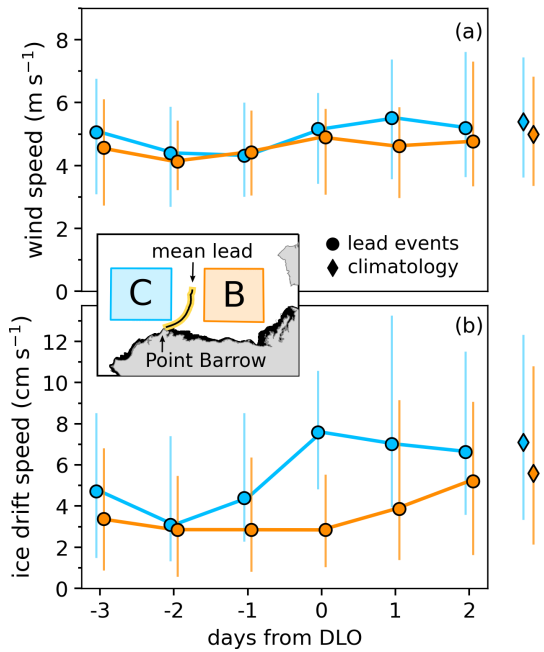 (a)
8
6
4
2
0
wind speed (m s⁻¹)
mean lead
C
B
Point Barrow
lead events
climatology
(b)
12
10
8
6
4
2
0
ice drift speed (cm s⁻¹)
-3 -2 -1 0 1 2
days from DLO